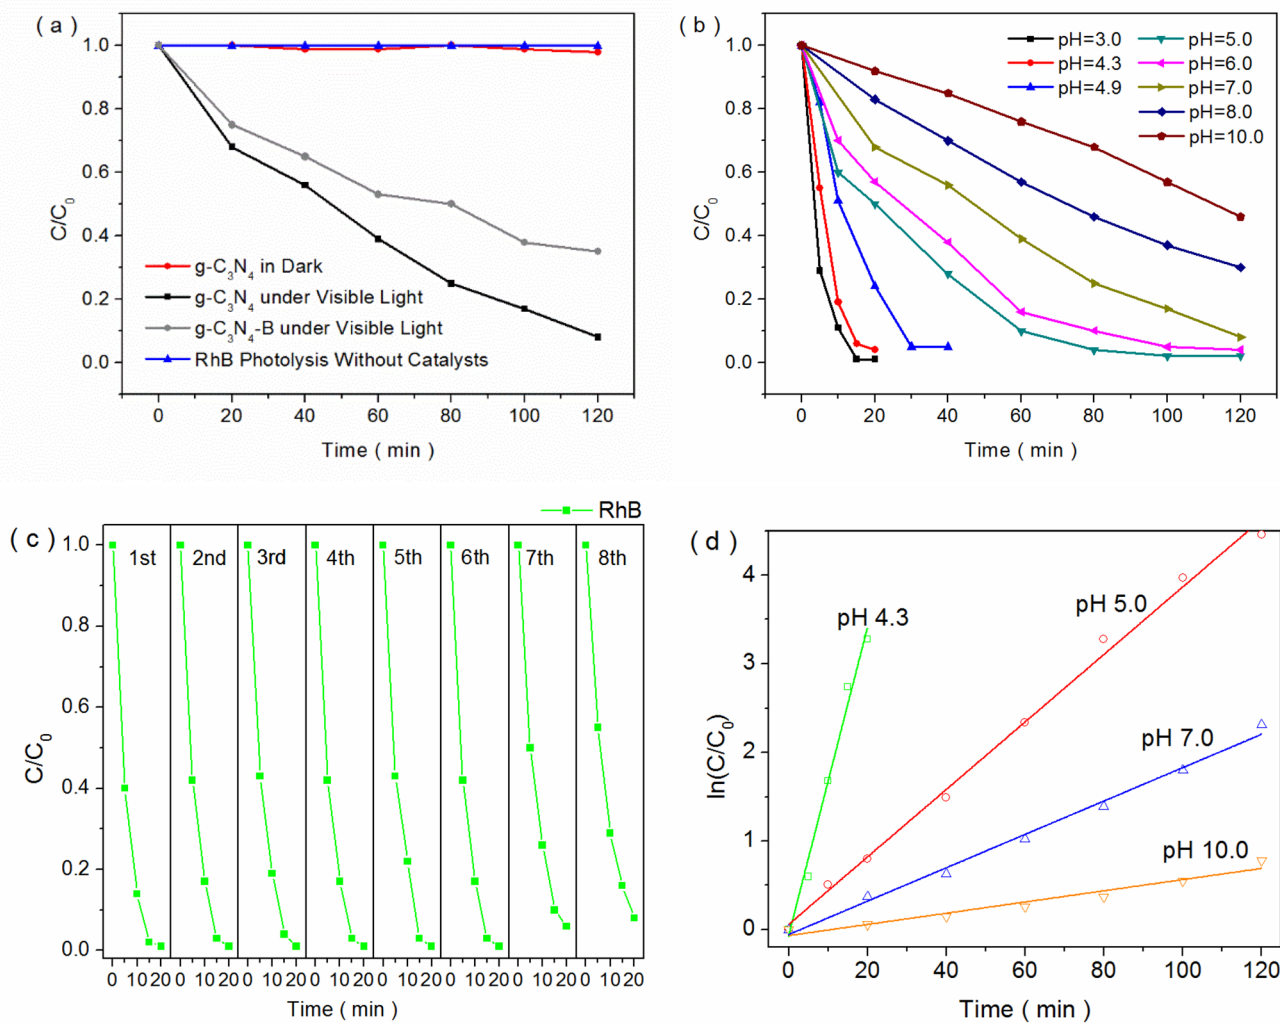 ( a )
1.0
0.8
0.6
0.4
0.2
0.0
C/C0
g-C3N4 in Dark
g-C3N4 under Visible Light
g-C3N4-B under Visible Light
RhB Photolysis Without Catalysts
0 20 40 60 80 100 120
Time ( min )
( b )
1.0
0.8
0.6
0.4
0.2
0.0
C/C0
pH=3.0
pH=4.3
pH=4.9
pH=5.0
pH=6.0
pH=7.0
pH=8.0
pH=10.0
0 20 40 60 80 100 120
Time ( min )
( c )
RhB
1.0
0.8
0.6
0.4
0.2
0.0
C/C0
1st 2nd 3rd 4th 5th 6th 7th 8th
0 10 20 0 10 20 0 10 20 0 10 20 0 10 20 0 10 20 0 10 20 0 10 20
Time ( min )
( d )
4
3
2
1
0
ln(C/C0)
pH 4.3
pH 5.0
pH 7.0
pH 10.0
0 20 40 60 80 100 120
Time ( min )